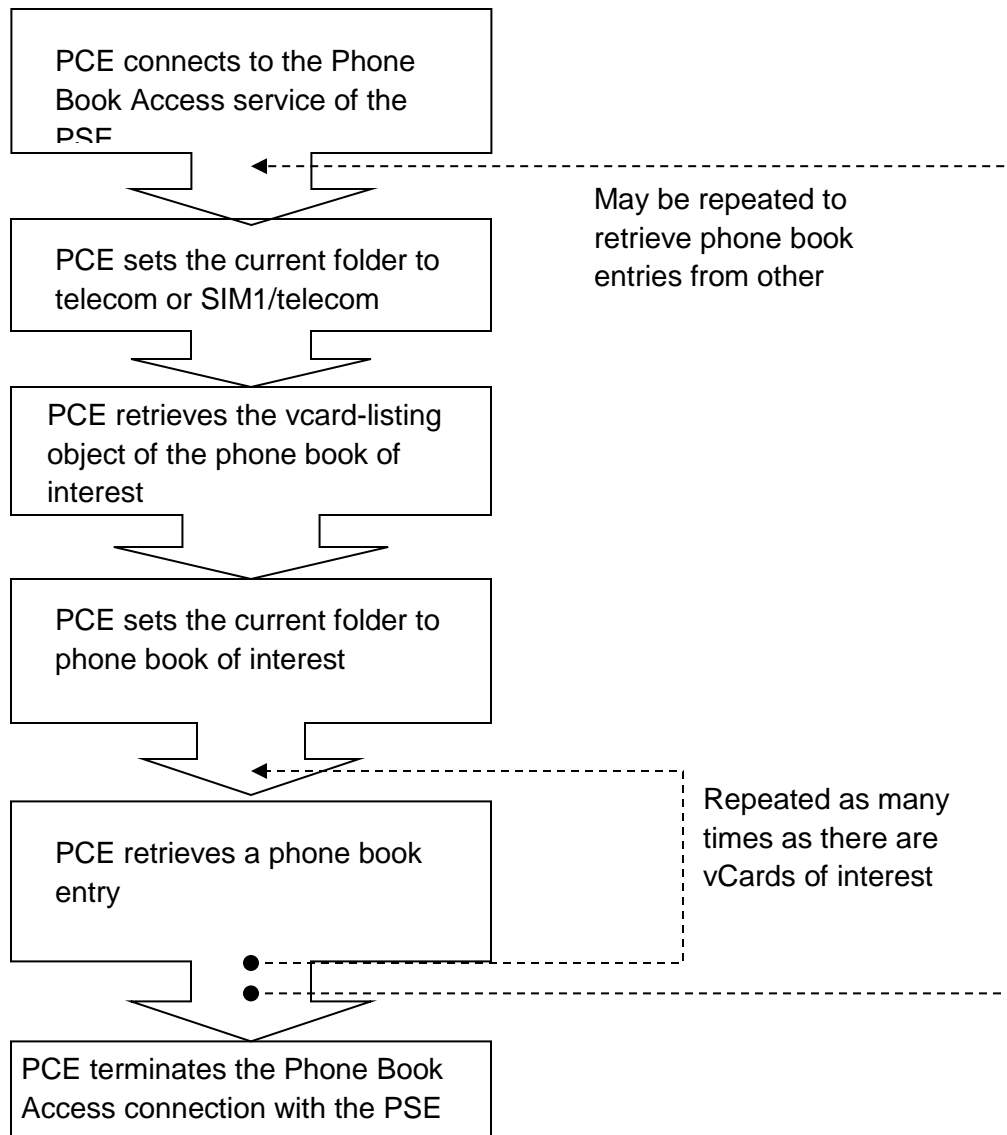 PCE connects to the Phone
Book Access service of the
PSE
May be repeated to
retrieve phone book
entries from other
PCE sets the current folder to
telecom or SIM1/telecom
PCE retrieves the vcard-listing
object of the phone book of
interest
PCE sets the current folder to
phone book of interest
Repeated as many
times as there are
vCards of interest
PCE retrieves a phone book
entry
PCE terminates the Phone Book
Access connection with the PSE